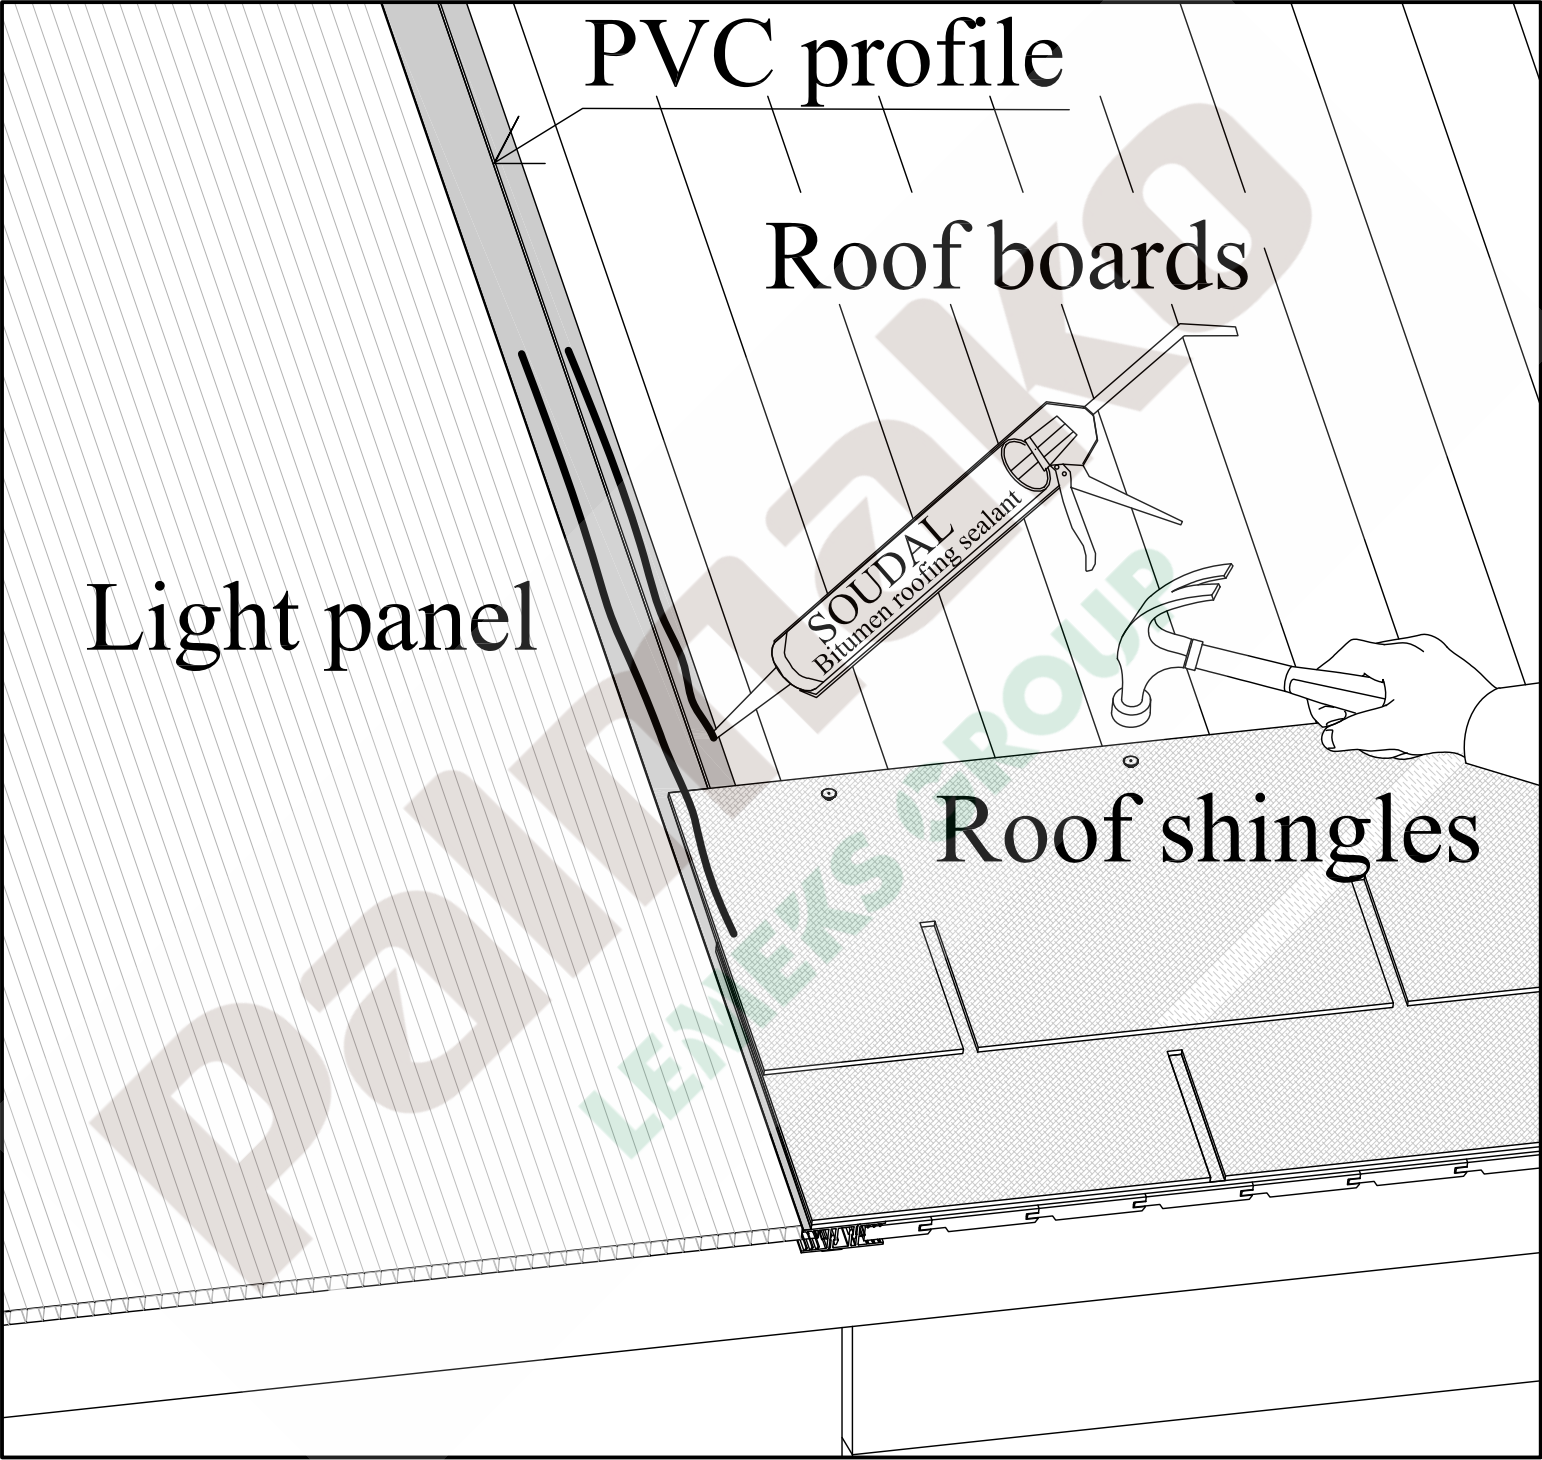 PVC profile
Roof boards
SOUDAL
Bitumen roofing sealant
Light panel
Roof shingles
palmako
LEMEKS GROUP